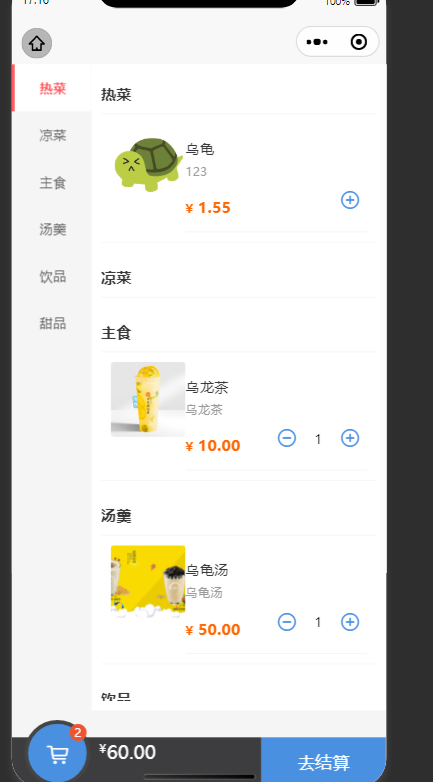 17:10
100%
热菜
凉菜
主食
汤羹
饮品
甜品
热菜
乌龟
123
¥ 1.55
凉菜
主食
乌龙茶
乌龙茶
¥ 10.00
1
汤羹
乌龟汤
乌龟汤
¥ 50.00
1
饮品
2
¥60.00
去结算